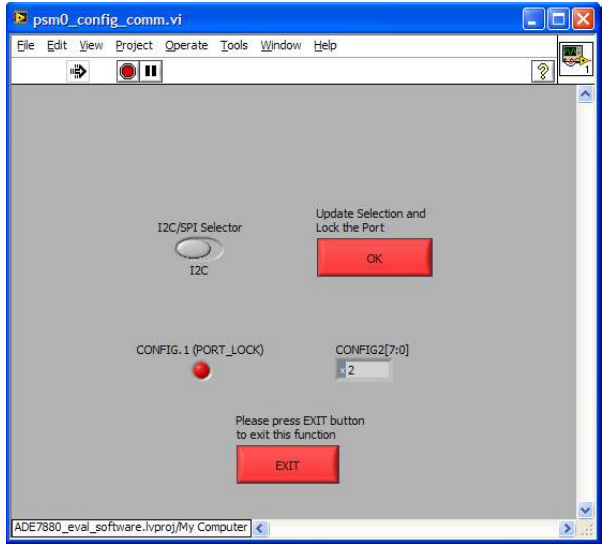 psm0_config_comm.vi
File Edit View Project Operate Tools Window Help
?
1
I2C/SPI Selector
I2C
Update Selection and
Lock the Port
OK
CONFIG.1 (PORT_LOCK)
CONFIG2[7:0]
x 2
Please press EXIT button
to exit this function
EXIT
ADE7880_eval_software.lvproj/My Computer